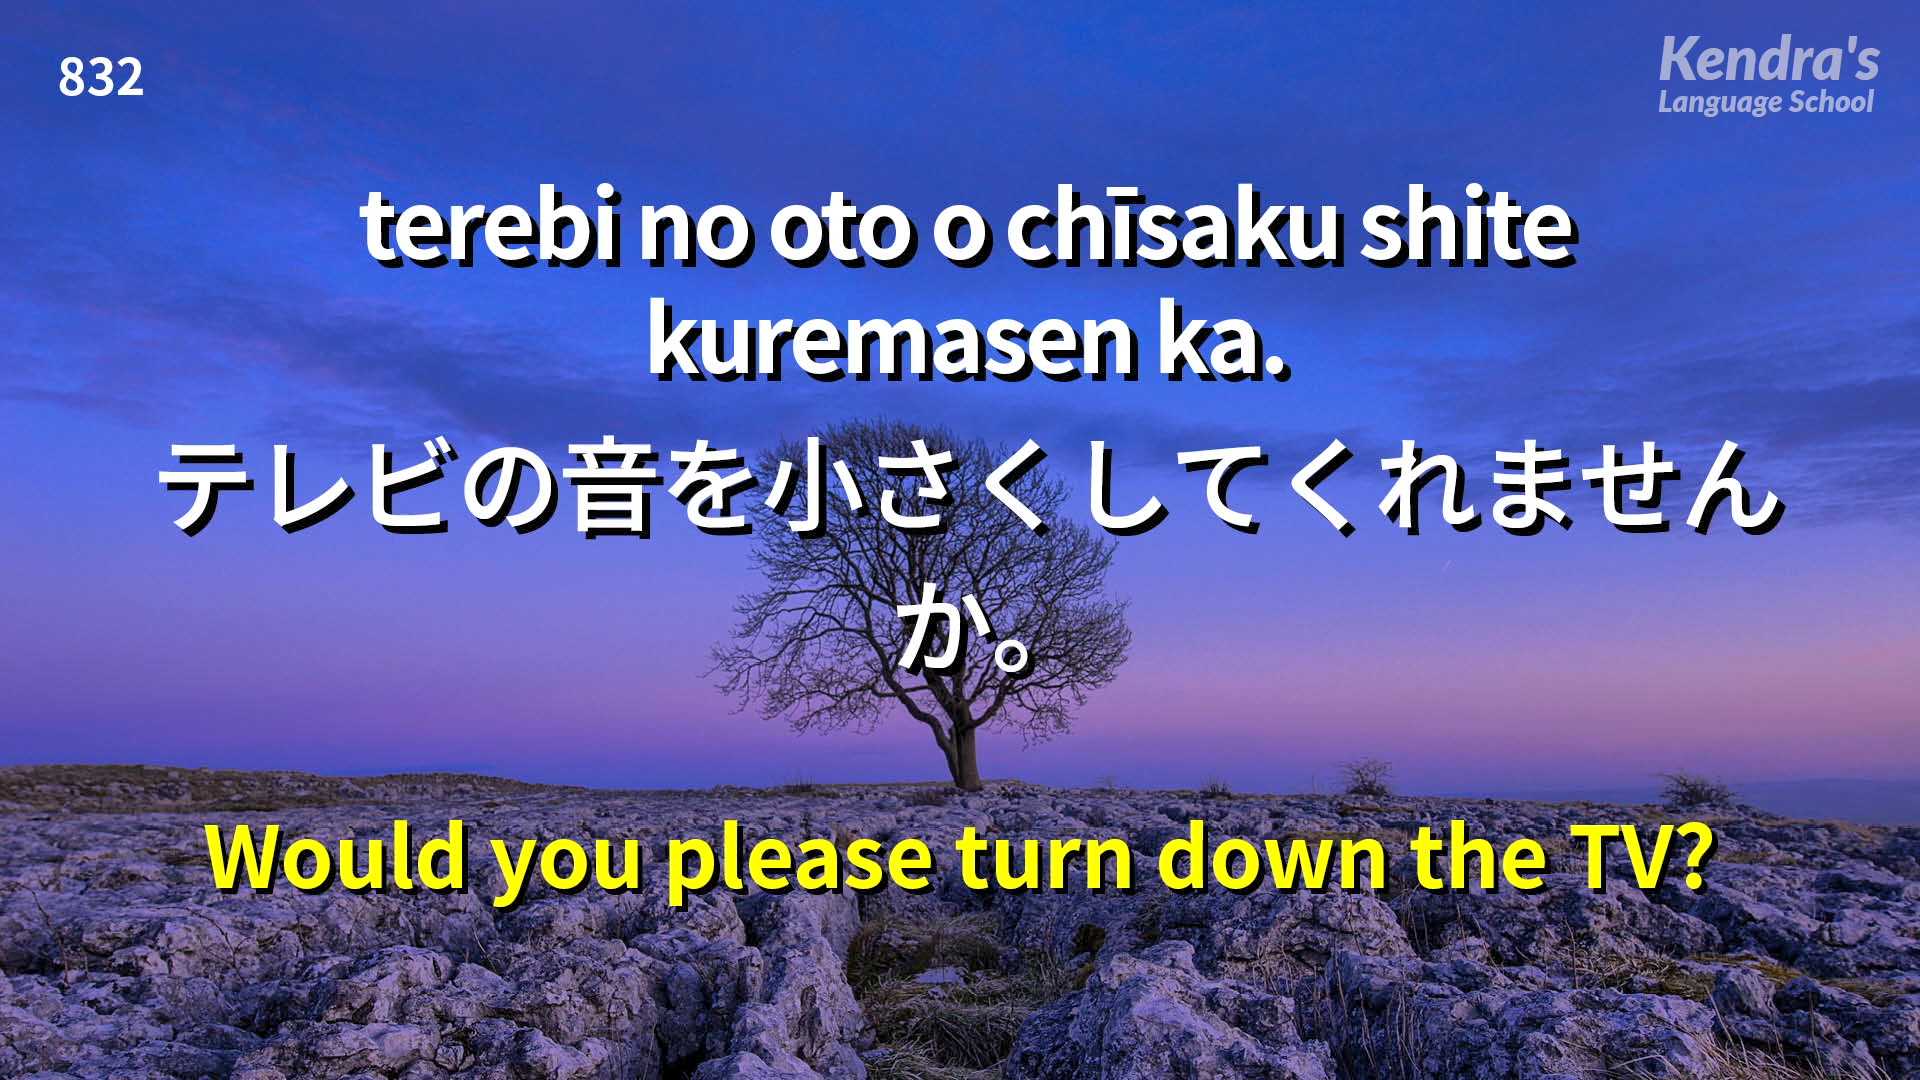 832
Kendra's
Language School
terebi no oto o chīsaku shite
kuremasen ka.
テレビの音を小さくしてくれません
か。
Would you please turn down the TV?